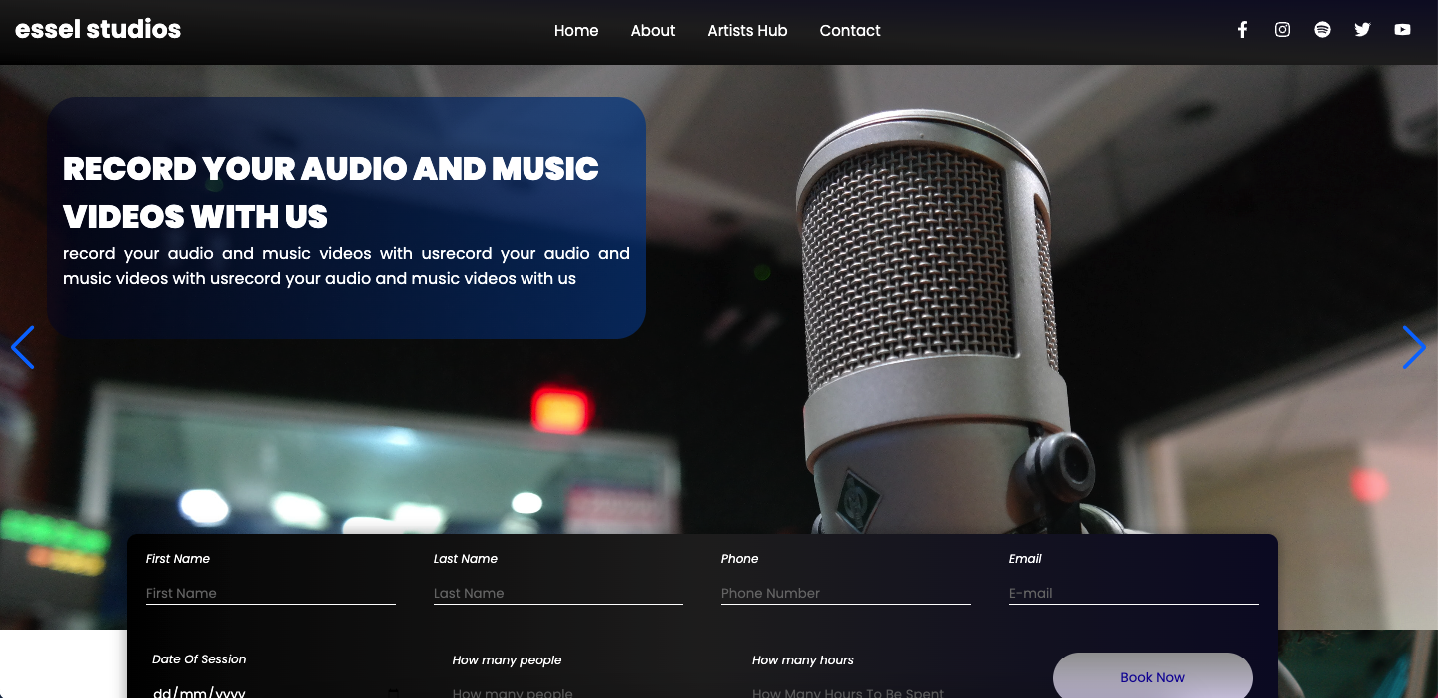 essel studios
Home About Artists Hub Contact
RECORD YOUR AUDIO AND MUSIC
VIDEOS WITH US
record your audio and music videos with usrecord your audio and
music videos with usrecord your audio and music videos with us
First Name Last Name Phone Email
First Name Last Name Phone Number E-mail
Date Of Session How many people How many hours
Book Now
dd/mm/yyyy How many people How Many Hours To Be Spent